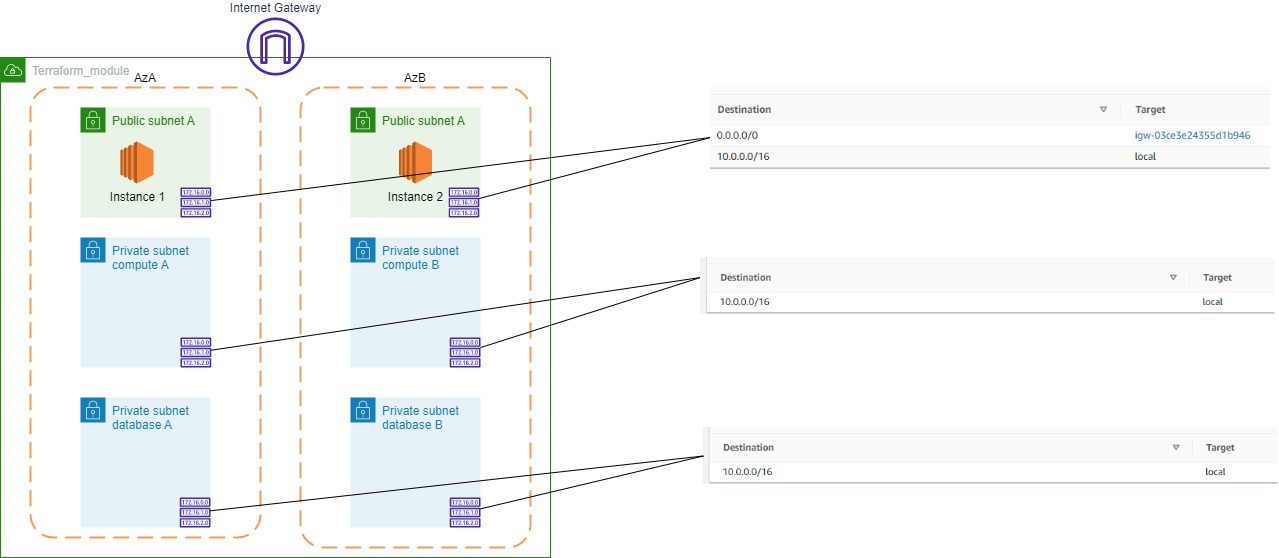 Internet Gateway
Terraform_module
AzA
AzB
Public subnet A
Instance 1
172.16.0.0
172.16.1.0
172.16.2.0
Public subnet A
Instance 2
172.16.0.0
172.16.1.0
172.16.2.0
Destination Target
0.0.0.0/0 igw-03ce3e24355d1b946
10.0.0.0/16 local
Private subnet
compute A
172.16.0.0
172.16.1.0
172.16.2.0
Private subnet
compute B
172.16.0.0
172.16.1.0
172.16.2.0
Destination Target
10.0.0.0/16 local
Private subnet
database A
172.16.0.0
172.16.1.0
172.16.2.0
Private subnet
database B
172.16.0.0
172.16.1.0
172.16.2.0
Destination Target
10.0.0.0/16 local